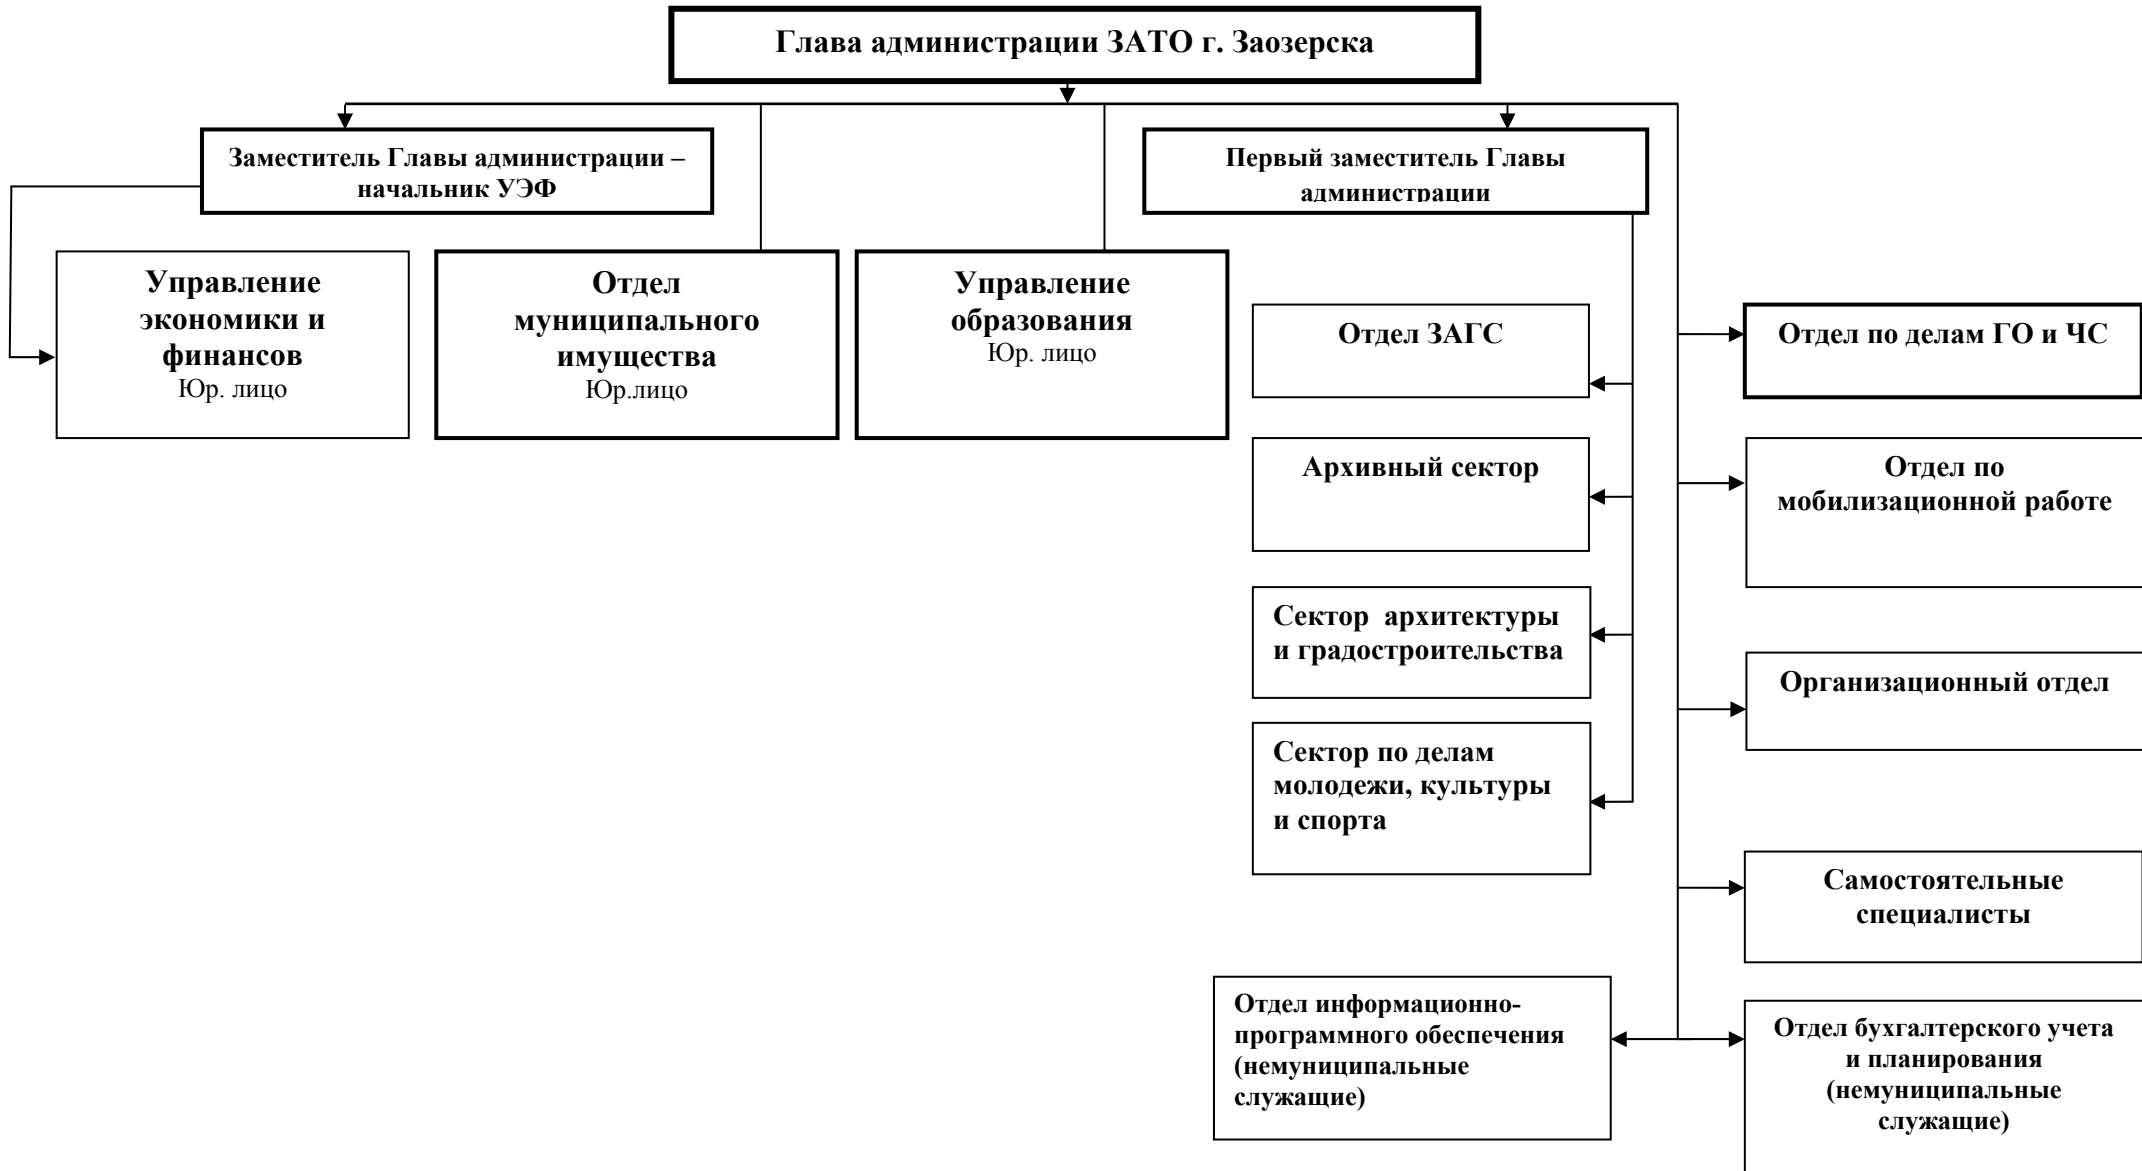 Глава администрации ЗАТО г. Заозерска
Заместитель Главы администрации –
начальник УЭФ
Первый заместитель Главы
администрации
Управление
экономики и
финансов
Юр. лицо
Отдел
муниципального
имущества
Юр.лицо
Управление
образования
Юр. лицо
Отдел ЗАГС
Отдел по делам ГО и ЧС
Архивный сектор
Отдел по
мобилизационной работе
Сектор архитектуры
и градостроительства
Организационный отдел
Сектор по делам
молодежи, культуры
и спорта
Самостоятельные
специалисты
Отдел информационно-
программного обеспечения
(немуниципальные
служащие)
Отдел бухгалтерского учета
и планирования
(немуниципальные
служащие)